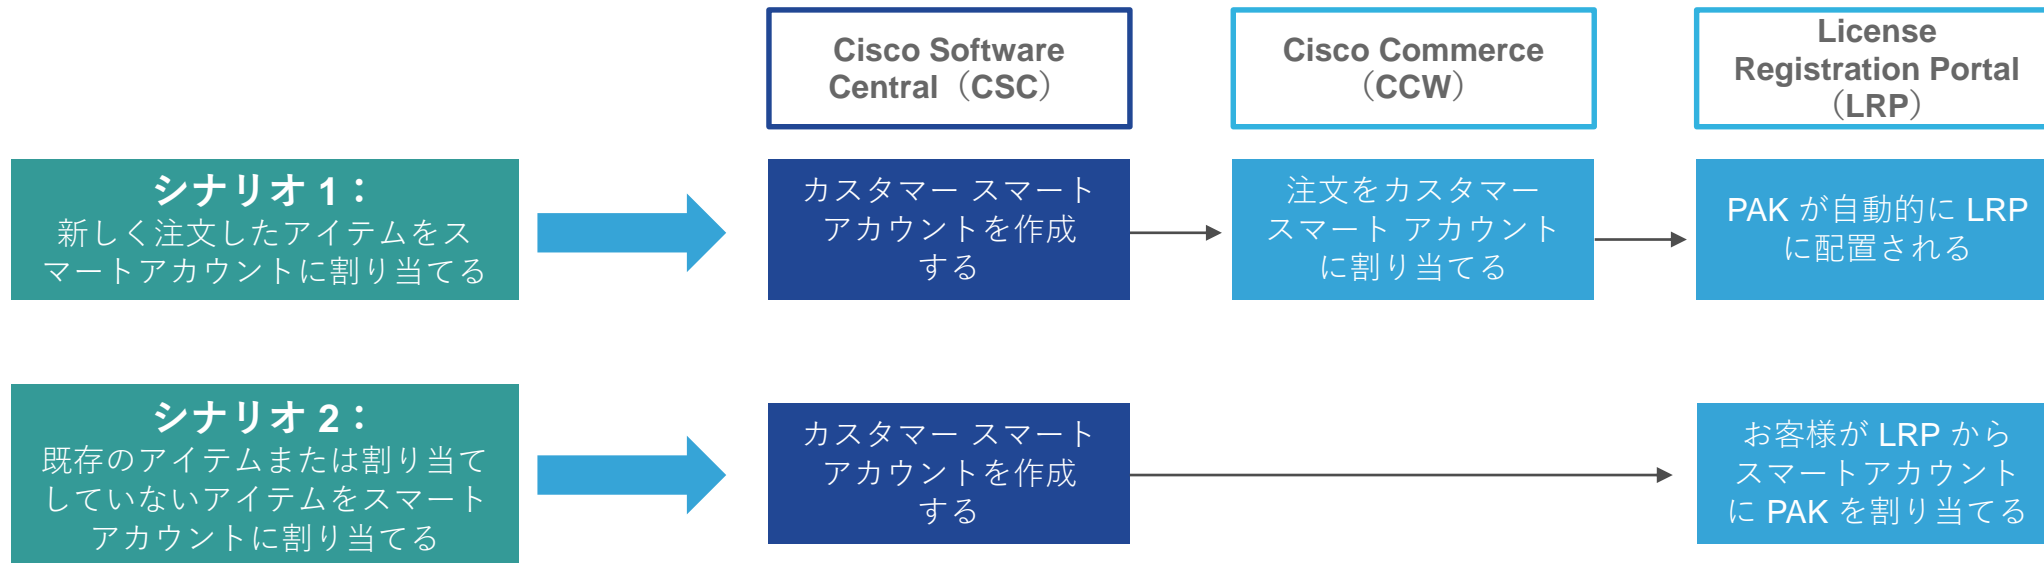 Cisco Software
Central（CSC）
Cisco Commerce
（CCW）
License
Registration Portal
（LRP）
シナリオ 1：
新しく注文したアイテムをス
マートアカウントに割り当てる
カスタマー スマート
アカウントを作成
する
注文をカスタマー
スマート アカウント
に割り当てる
PAK が自動的に LRP
に配置される
シナリオ 2：
既存のアイテムまたは割り当て
していないアイテムをスマート
アカウントに割り当てる
カスタマー スマート
アカウントを作成
する
お客様が LRP から
スマートアカウント
に PAK を割り当てる